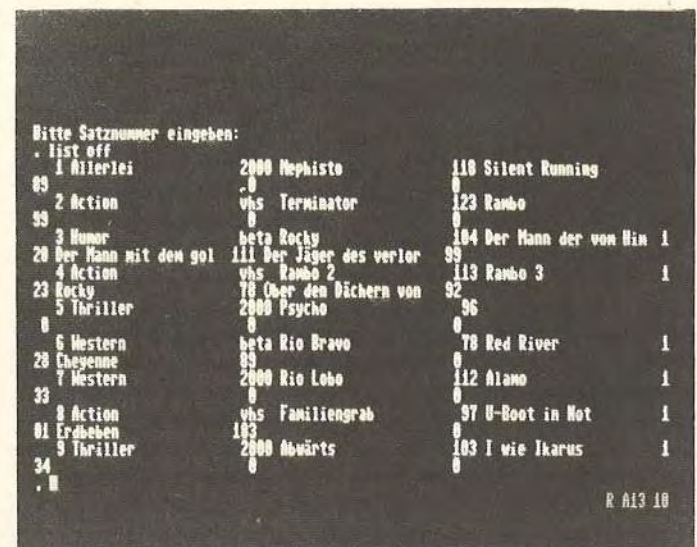 Bitte Satznummer eingeben:
. list off
1 Allerlei 2000 Mephisto 118 Silent Running
89 .0 0
2 Action vhs Terminator 123 Rambo
99 0 0
3 Humor beta Rocky 104 Der Mann der vom Him 1
20 Der Mann mit dem gol 111 Der Jäger des verlor 99
4 Action vhs Rambo 2 113 Rambo 3 1
23 Rocky 78 Über den Dächern von 92
5 Thriller 2000 Psycho 96
0 0 0
6 Western beta Rio Bravo 78 Red River 1
20 Cheyenne 89 0
7 Western 2000 Rio Lobo 112 Alamo 1
33 0 0
8 Action vhs Familiengrab 97 U-Boot in Not 1
01 Erdbeben 103 0
9 Thriller 2000 Abwärts 103 I wie Ikarus 1
34 0 0
.
R A13 10